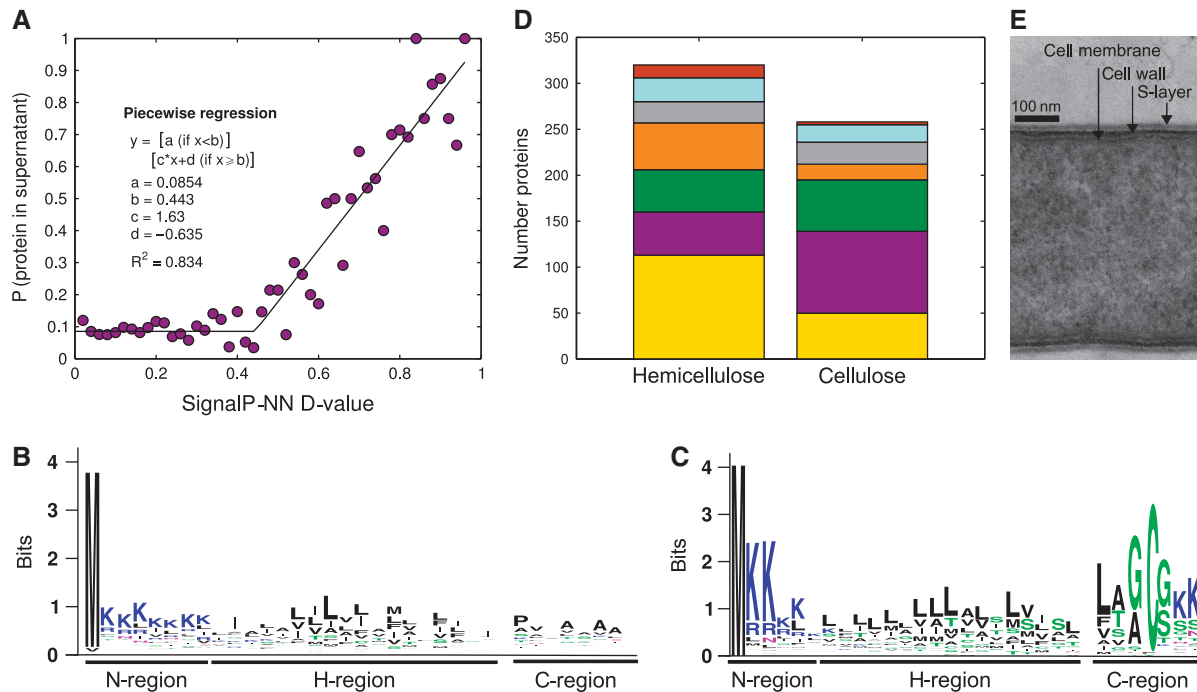 A
1
0.9
0.8
0.7
0.6
0.5
0.4
0.3
0.2
0.1
0
P (protein in supernatant)
Piecewise regression
y = [a (if x<b)]
[c*x+d (if x ≥ b)]
a = 0.0854
b = 0.443
c = 1.63
d = −0.635
R² = 0.834
0 0.2 0.4 0.6 0.8 1
SignalP-NN D-value
D
350
300
250
200
150
100
50
0
Number proteins
Hemicellulose Cellulose
E
Cell membrane
Cell wall
S-layer
100 nm
B
4
3
2
1
0
Bits
N-region H-region C-region
C
4
3
2
1
0
Bits
N-region H-region C-region